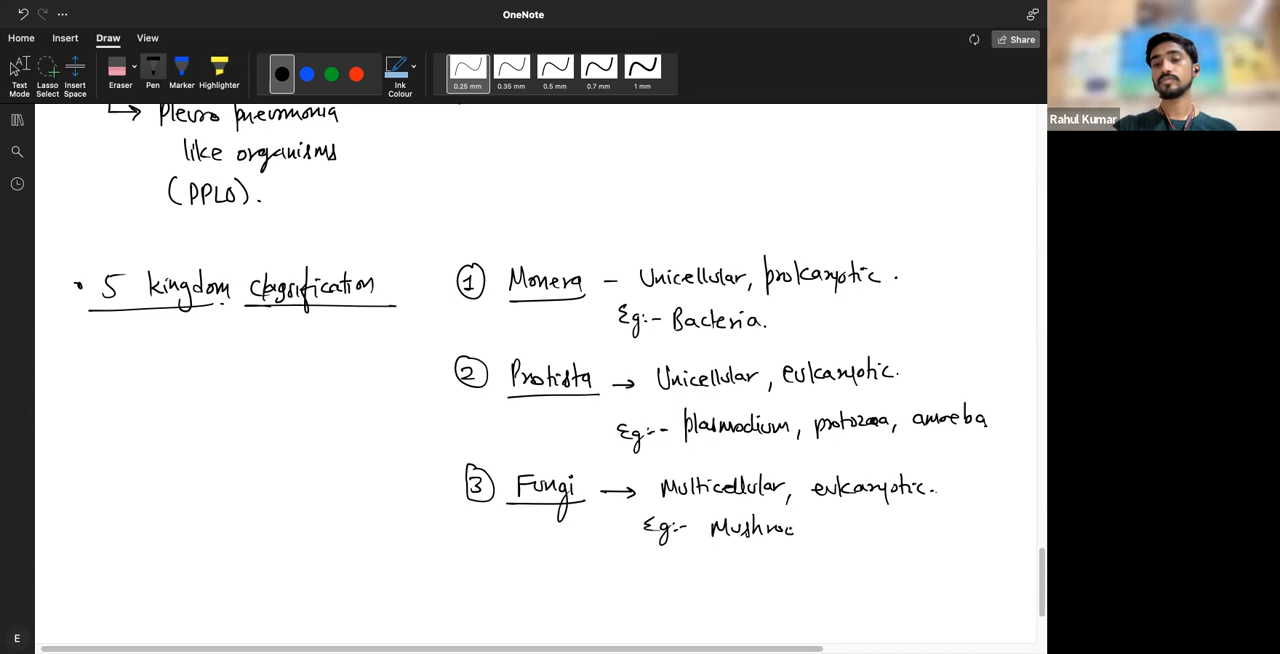 OneNote
Home Insert Draw View
Share
Text Mode Lasso Select Insert Space Eraser Pen Marker Highlighter Ink Colour 0.25 mm 0.35 mm 0.5 mm 0.7 mm 1 mm
Rahul Kumar
Pleuro pneumonia
like organisms
(PPLO).
• 5 kingdom classification
① Monera – Unicellular, prokaryotic.
Eg:- Bacteria.
② Protista → Unicellular, eukaryotic.
Eg:- plasmodium, protozoa, amoeba
③ Fungi → Multicellular, eukaryotic.
Eg:- Mushroo
E